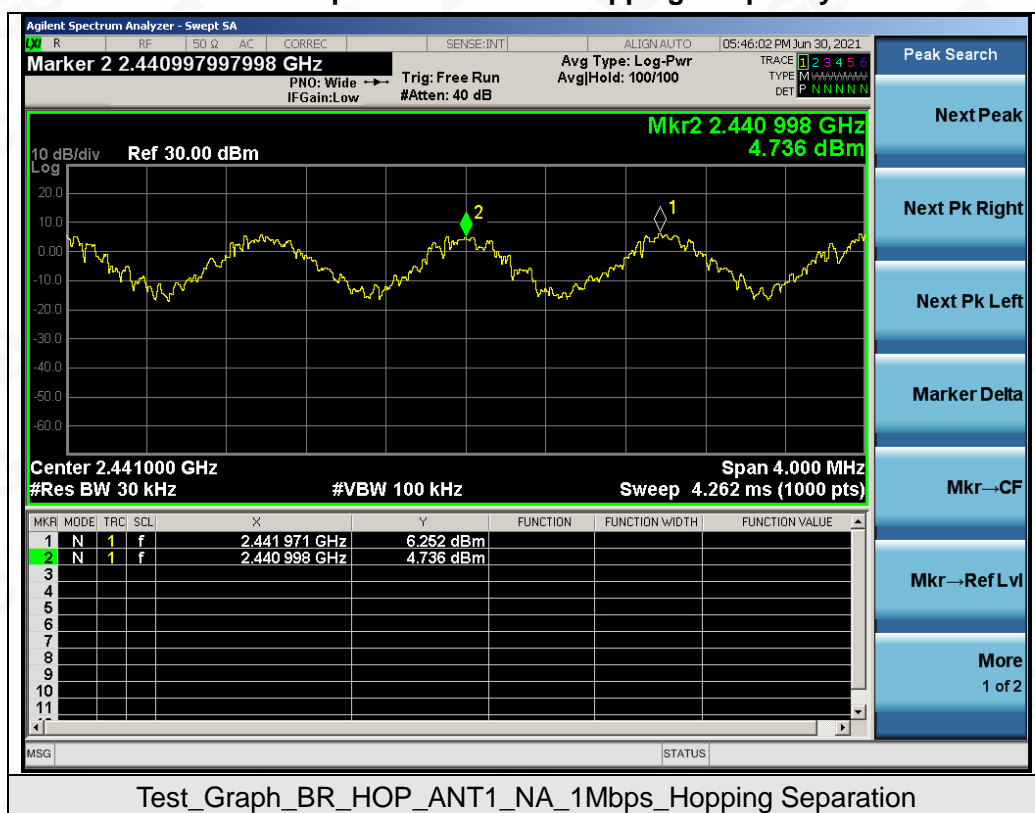 Agilent Spectrum Analyzer - Swept SA
LXI R RF 50 Ω AC CORREC SENSE:INT ALIGNAUTO 05:46:02 PM Jun 30, 2021
Marker 2 2.440997997998 GHz
PNO: Wide
IFGain:Low
Trig: Free Run
#Atten: 40 dB
Avg Type: Log-Pwr
Avg|Hold: 100/100
TRACE 1 2 3 4 5 6
TYPE M WWWWW
DET P N N N N N
Mkr2 2.440 998 GHz
4.736 dBm
10 dB/div Ref 30.00 dBm
Log
20.0
10.0
0.00
-10.0
-20.0
-30.0
-40.0
-50.0
-60.0
2
1
Center 2.441000 GHz Span 4.000 MHz
#Res BW 30 kHz #VBW 100 kHz Sweep 4.262 ms (1000 pts)
MKR MODE TRC SCL X Y FUNCTION FUNCTION WIDTH FUNCTION VALUE
1 N 1 f 2.441 971 GHz 6.252 dBm
2 N 1 f 2.440 998 GHz 4.736 dBm
3
4
5
6
7
8
9
10
11
MSG STATUS
Peak Search
Next Peak
Next Pk Right
Next Pk Left
Marker Delta
Mkr→CF
Mkr→Ref Lvl
More
1 of 2
Test_Graph_BR_HOP_ANT1_NA_1Mbps_Hopping Separation